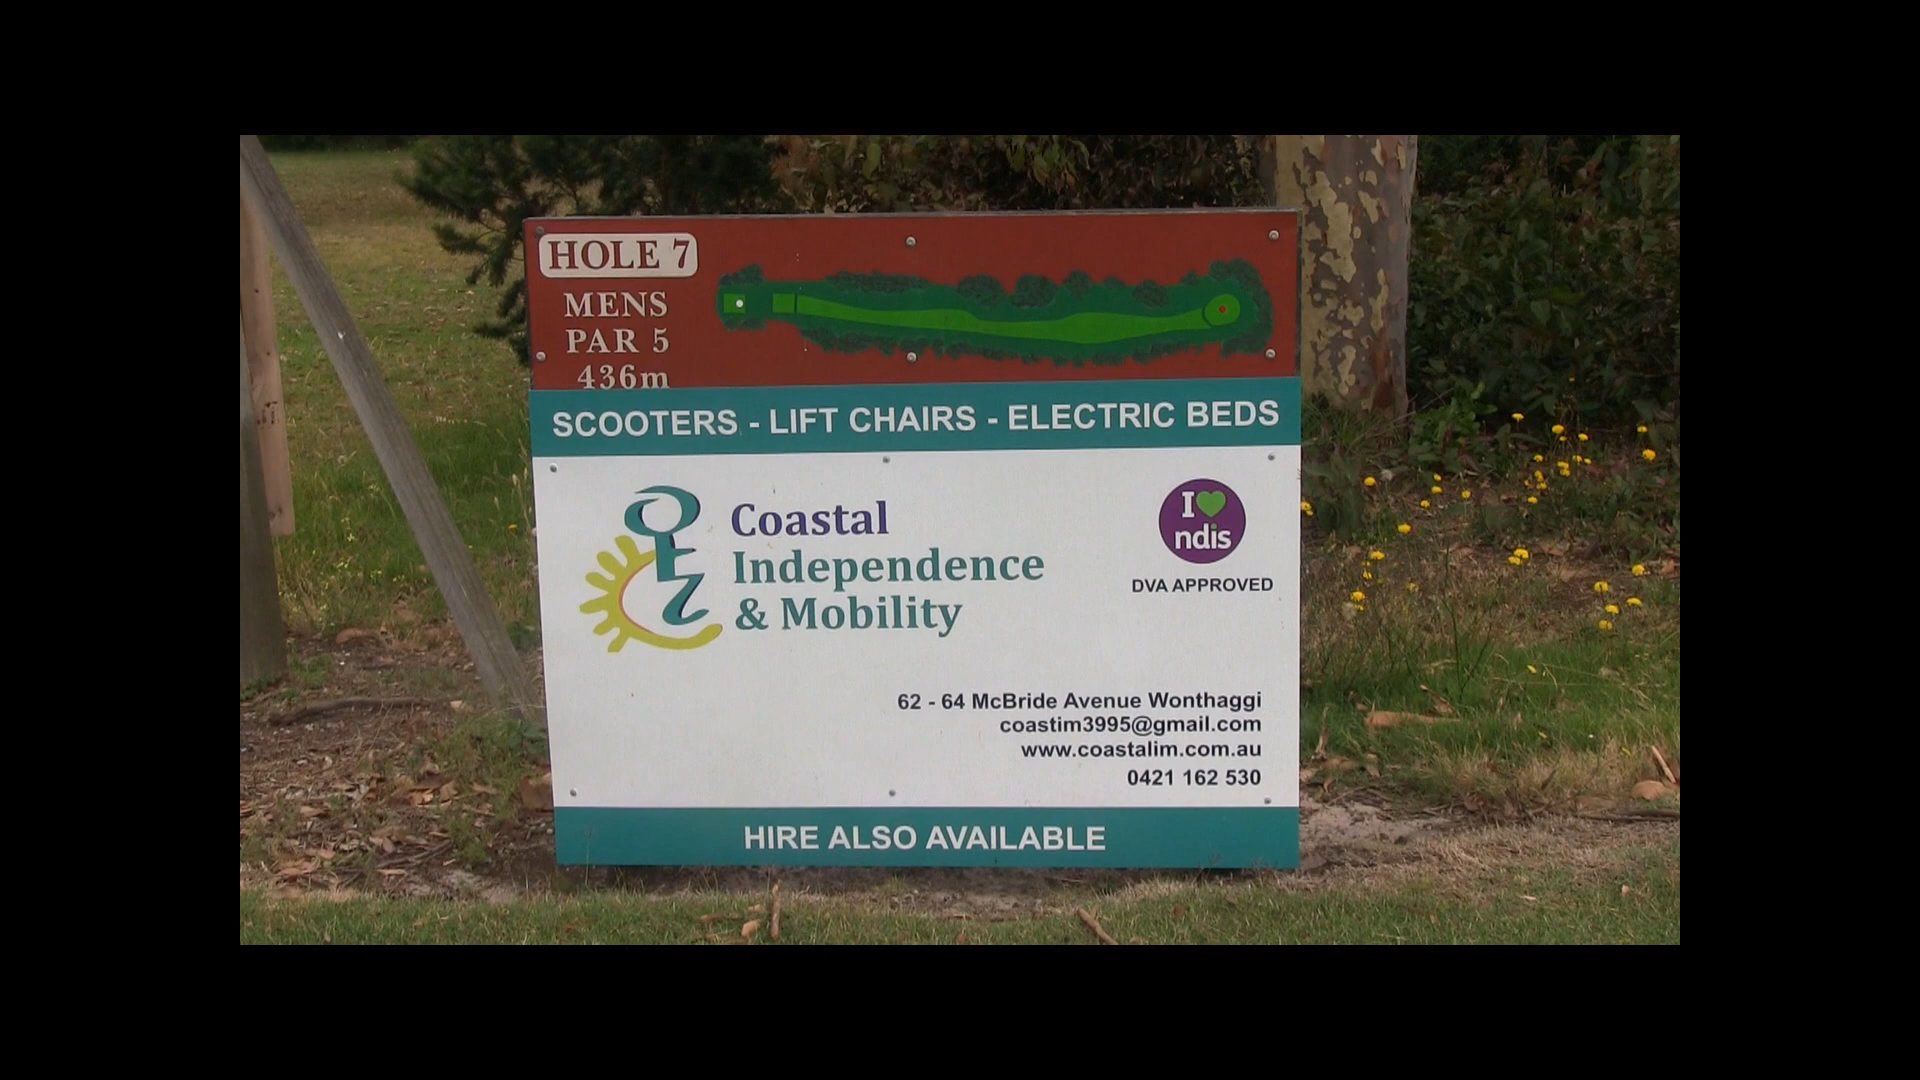 HOLE 7
MENS
PAR 5
436m
SCOOTERS - LIFT CHAIRS - ELECTRIC BEDS
Coastal
Independence
& Mobility
I
ndis
DVA APPROVED
62 - 64 McBride Avenue Wonthaggi
coastim3995@gmail.com
www.coastalim.com.au
0421 162 530
HIRE ALSO AVAILABLE